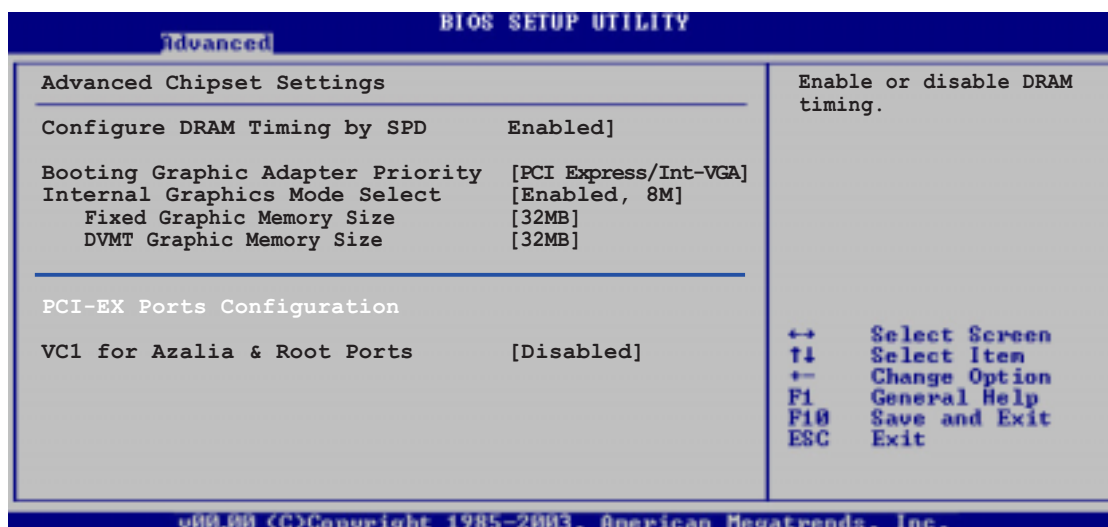 BIOS SETUP UTILITY
Advanced
Advanced Chipset Settings
Configure DRAM Timing by SPD Enabled]
Booting Graphic Adapter Priority [PCI Express/Int-VGA]
Internal Graphics Mode Select [Enabled, 8M]
Fixed Graphic Memory Size [32MB]
DVMT Graphic Memory Size [32MB]
PCI-EX Ports Configuration
VC1 for Azalia & Root Ports [Disabled]
Enable or disable DRAM
timing.
←→ Select Screen
↑↓ Select Item
+- Change Option
F1 General Help
F10 Save and Exit
ESC Exit
v00.00 (C)Copyright 1985-2003, American Megatrends, Inc.